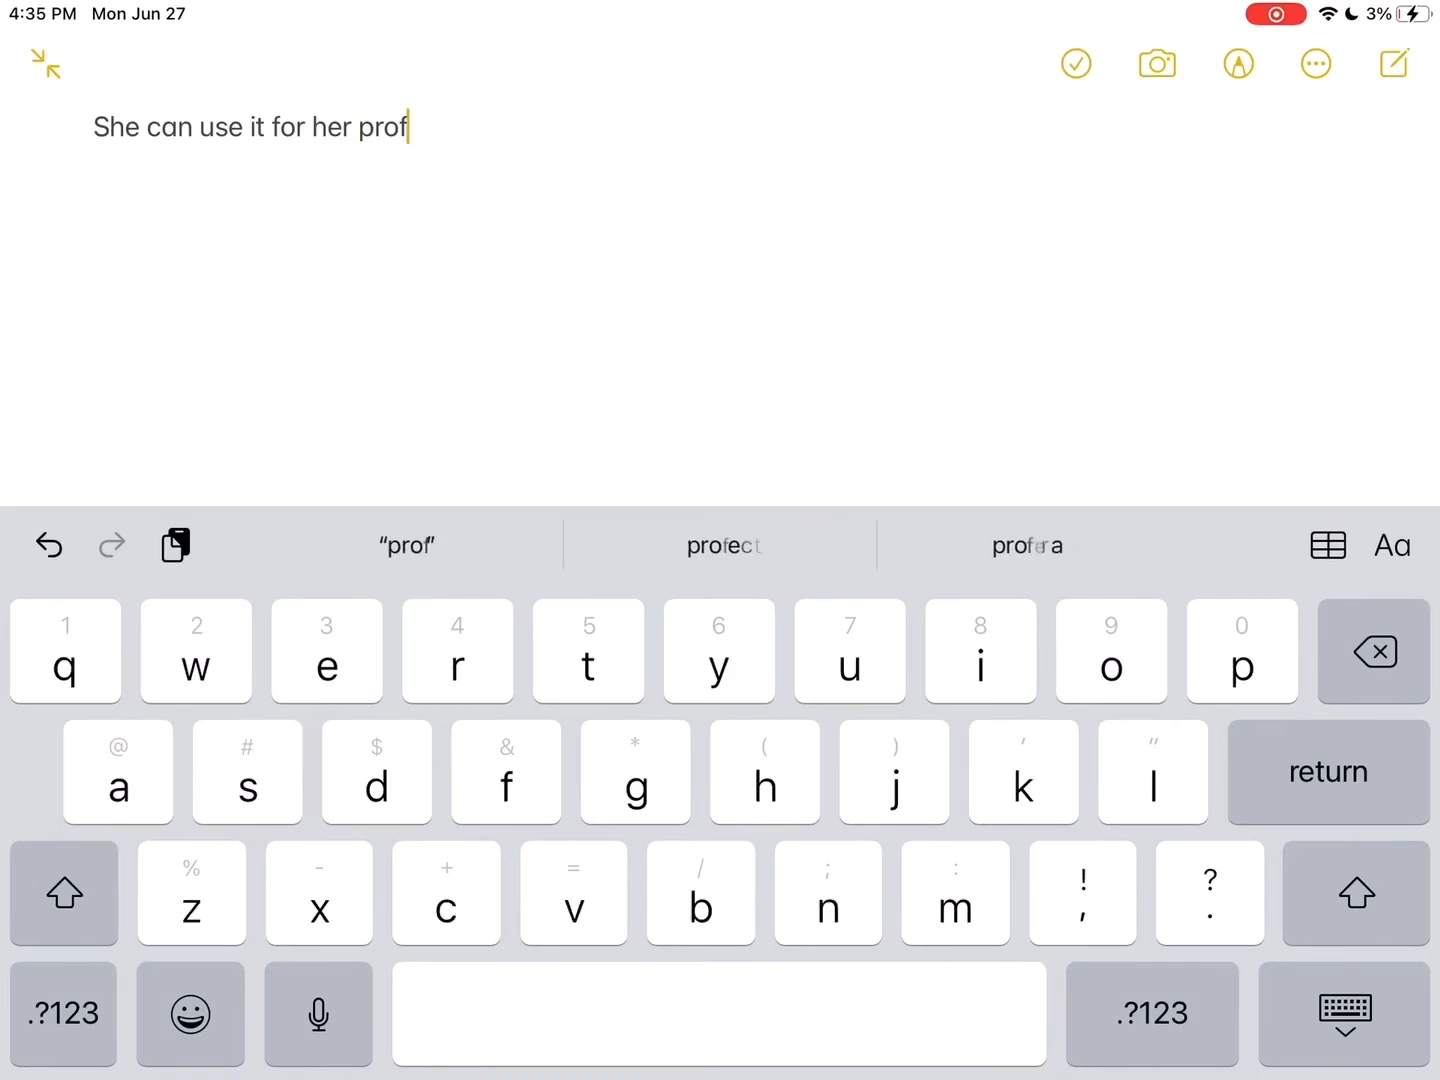 4:35 PM Mon Jun 27 3%
She can use it for her prof
“prof”
Aa
1 2 3 4 5 6 7 8 9 0
q w e r t y u i o p
@ # $ & * ( ) ' "
a s d f g h j k l return
% - + = / ; : ! ?
z x c v b n m , .
.?123 .?123